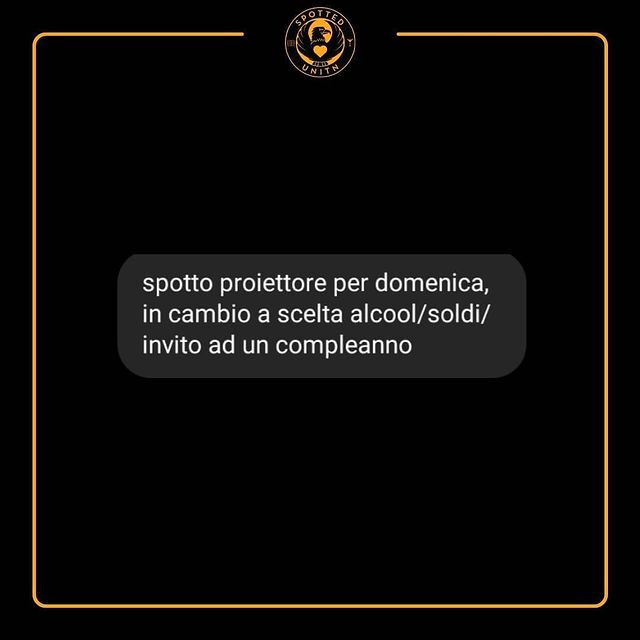 SPOTTED
UNITN
spotto proiettore per domenica,
in cambio a scelta alcool/soldi/
invito ad un compleanno